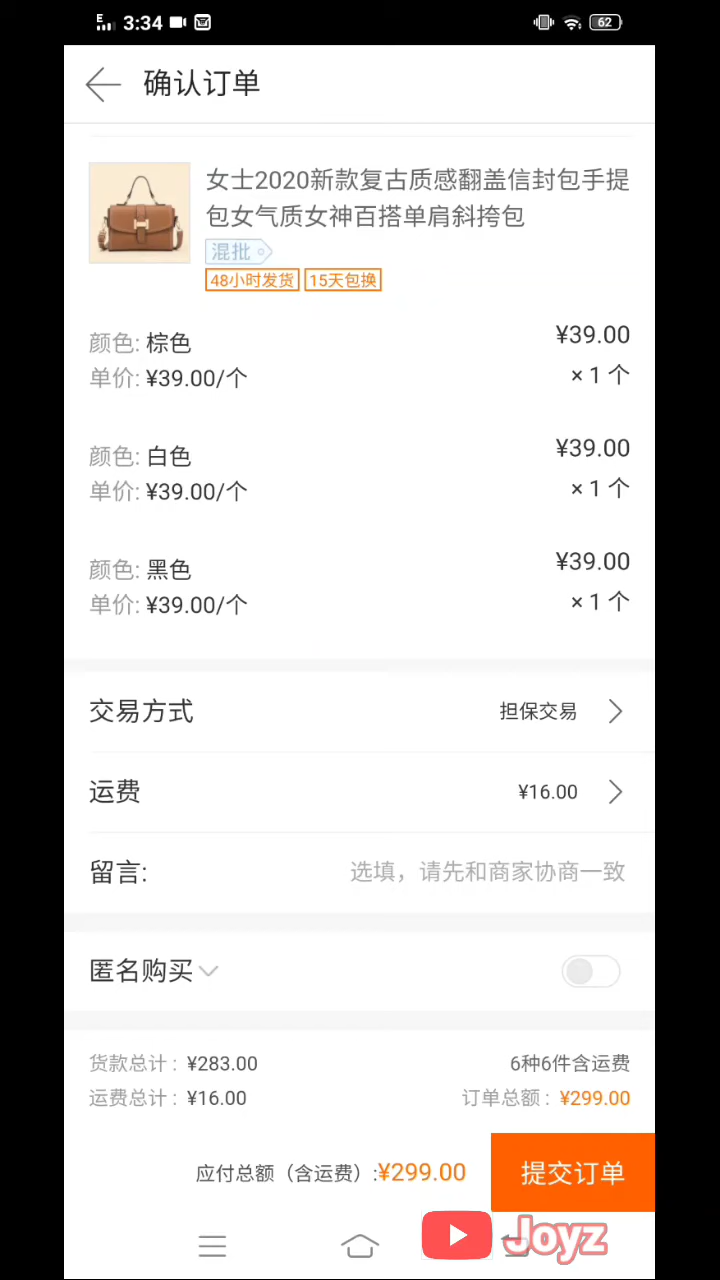 3:34
62
确认订单
女士2020新款复古质感翻盖信封包手提
包女气质女神百搭单肩斜挎包
混批
48小时发货 15天包换
颜色: 棕色 ¥39.00
单价: ¥39.00/个 ×1个
颜色: 白色 ¥39.00
单价: ¥39.00/个 ×1个
颜色: 黑色 ¥39.00
单价: ¥39.00/个 ×1个
交易方式 担保交易
运费 ¥16.00
留言: 选填，请先和商家协商一致
匿名购买
货款总计： ¥283.00 6种6件含运费
运费总计： ¥16.00 订单总额： ¥299.00
应付总额（含运费）:¥299.00 提交订单
Joyz